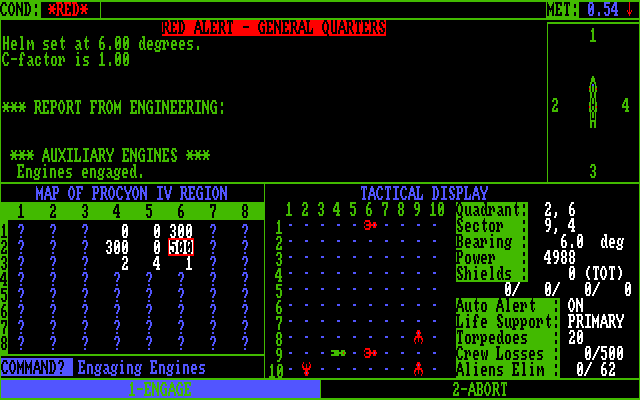 COND: *RED* MET: 0.54 ↓
RED ALERT - GENERAL QUARTERS
Helm set at 6.00 degrees.
C-factor is 1.00
*** REPORT FROM ENGINEERING:
*** AUXILIARY ENGINES ***
Engines engaged.
1
2 4
3
MAP OF PROCYON IV REGION
1 2 3 4 5 6 7 8
1 ? ? ? 0 0 300 ? ?
2 ? ? ? 300 0 500 ? ?
3 ? ? ? 2 4 1 ? ?
4 ? ? ? ? ? ? ? ?
5 ? ? ? ? ? ? ? ?
6 ? ? ? ? ? ? ? ?
7 ? ? ? ? ? ? ? ?
8 ? ? ? ? ? ? ? ?
COMMAND? Engaging Engines
TACTICAL DISPLAY
1 2 3 4 5 6 7 8 9 10
1
2
3
4
5
6
7
8
9
10
Quadrant: 2, 6
Sector : 9, 4
Bearing : 6.0 deg
Power : 4988
Shields : 0 (TOT)
0/ 0/ 0/ 0
Auto Alert : ON
Life Support: PRIMARY
Torpedoes : 20
Crew Losses : 0/500
Aliens Elim : 0/ 62
1-ENGAGE 2-ABORT